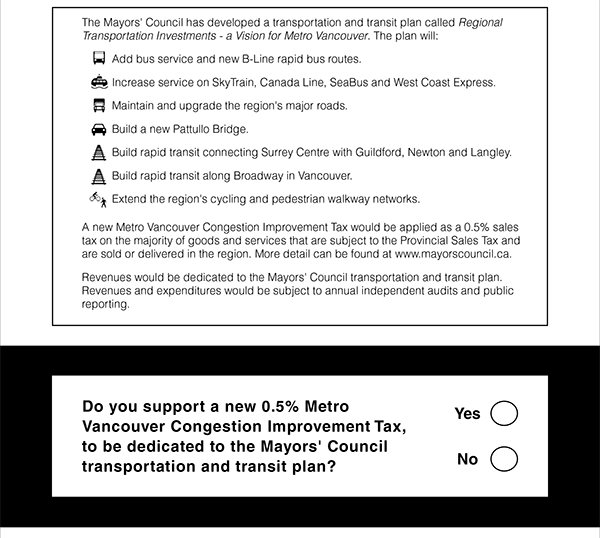 The Mayors' Council has developed a transportation and transit plan called Regional
Transportation Investments - a Vision for Metro Vancouver. The plan will:
Add bus service and new B-Line rapid bus routes.
Increase service on SkyTrain, Canada Line, SeaBus and West Coast Express.
Maintain and upgrade the region's major roads.
Build a new Pattullo Bridge.
Build rapid transit connecting Surrey Centre with Guildford, Newton and Langley.
Build rapid transit along Broadway in Vancouver.
Extend the region's cycling and pedestrian walkway networks.
A new Metro Vancouver Congestion Improvement Tax would be applied as a 0.5% sales
tax on the majority of goods and services that are subject to the Provincial Sales Tax and
are sold or delivered in the region. More detail can be found at www.mayorscouncil.ca.
Revenues would be dedicated to the Mayors' Council transportation and transit plan.
Revenues and expenditures would be subject to annual independent audits and public
reporting.
Do you support a new 0.5% Metro
Vancouver Congestion Improvement Tax,
to be dedicated to the Mayors' Council
transportation and transit plan?
Yes
No